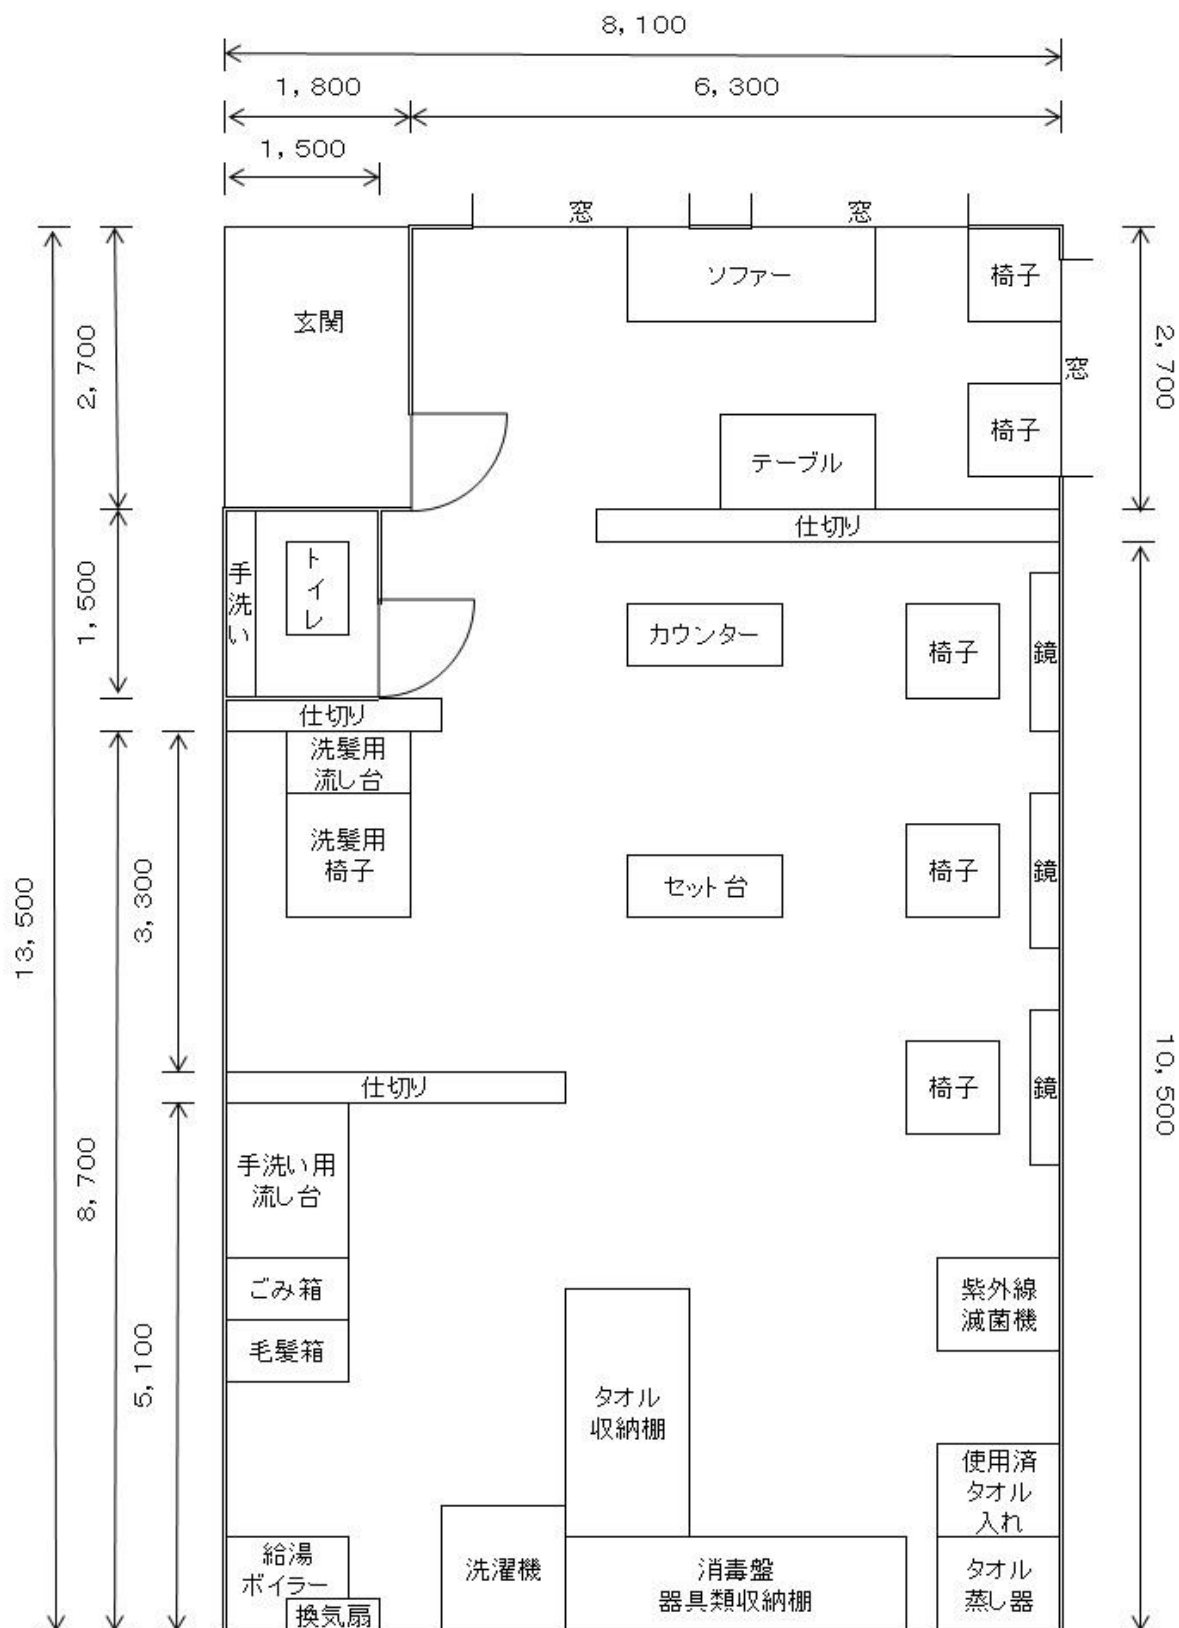 8,100
1,800
6,300
1,500
窓
窓
ソファー
椅子
玄関
2,700
2,700
窓
椅子
テーブル
仕切り
1,500
手洗い
トイレ
カウンター
椅子
鏡
仕切り
洗髪用
流し台
洗髪用
椅子
セット台
椅子
鏡
3,300
13,500
椅子
鏡
仕切り
10,500
8,700
手洗い用
流し台
ごみ箱
毛髪箱
紫外線
滅菌機
5,100
タオル
収納棚
使用済
タオル
入れ
給湯
ボイラー
換気扇
洗濯機
消毒盤
器具類収納棚
タオル
蒸し器